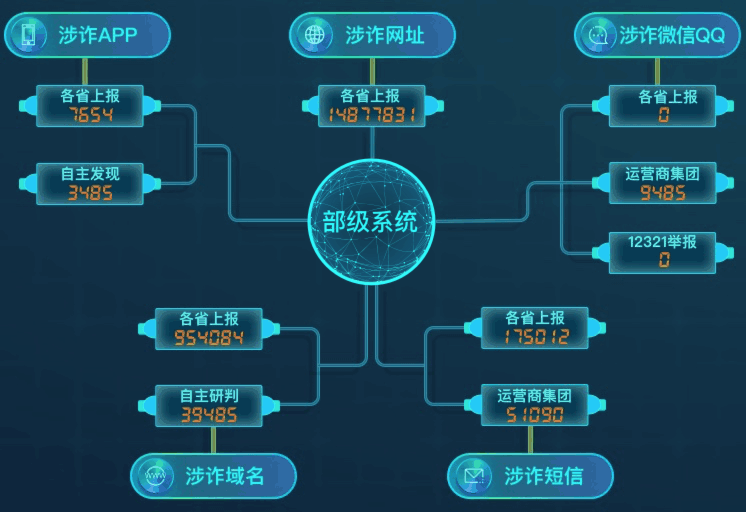 涉诈APP
各省上报
7654
自主发现
3485
涉诈网址
各省上报
14877831
涉诈微信QQ
各省上报
0
运营商集团
9485
12321举报
0
部级系统
各省上报
954084
自主研判
39485
涉诈域名
WWW
各省上报
175012
运营商集团
51090
涉诈短信